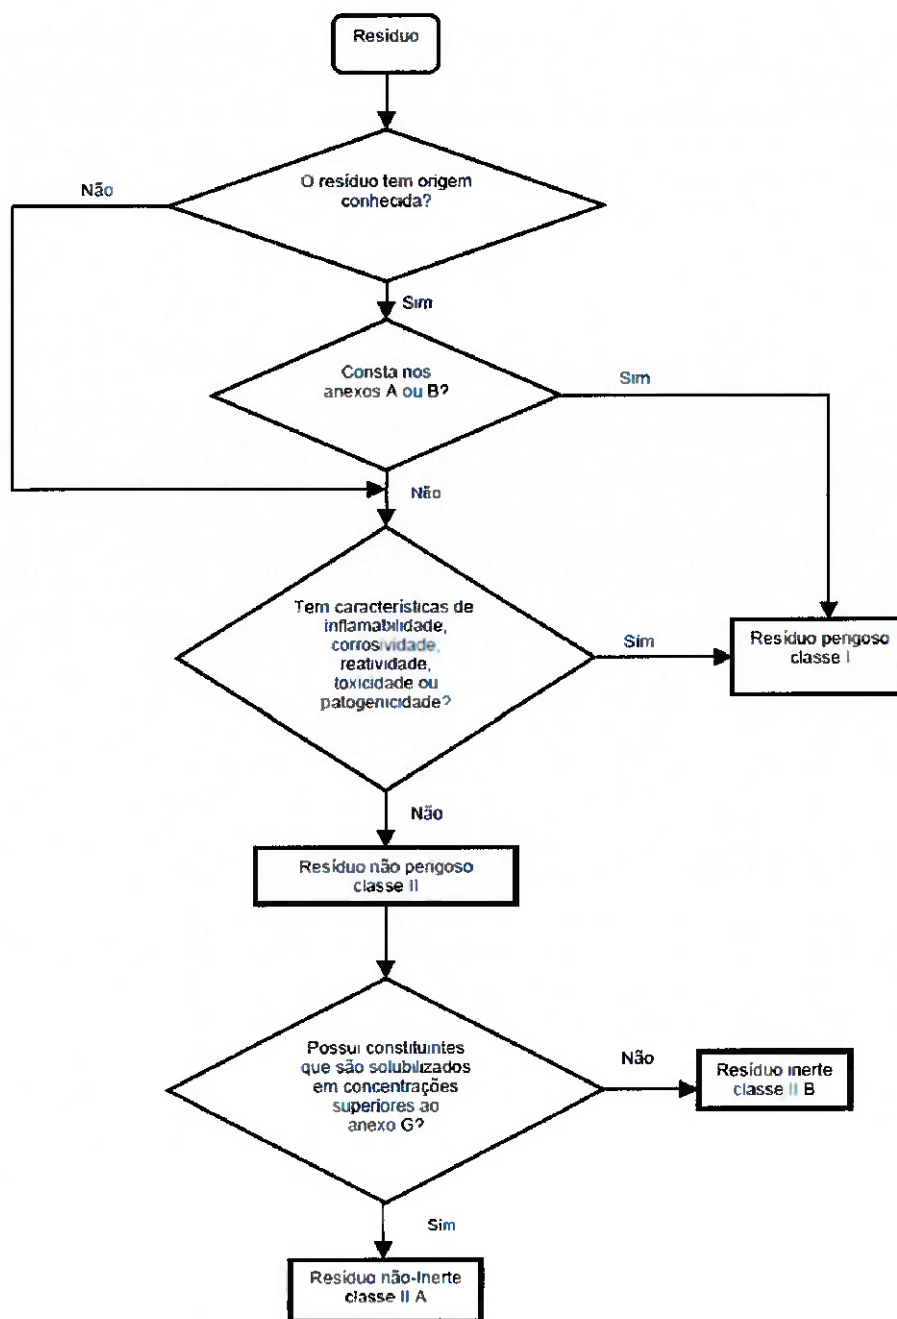 Resíduo
O resíduo tem origem
conhecida?
Não
Sim
Consta nos
anexos A ou B?
Sim
Não
Tem características de
inflamabilidade,
corrosividade,
reatividade,
toxicidade ou
patogenicidade?
Sim
Resíduo perigoso
classe I
Não
Resíduo não perigoso
classe II
Possui constituintes
que são solubilizados
em concentrações
superiores ao
anexo G?
Não
Resíduo inerte
classe II B
Sim
Resíduo não-Inerte
classe II A